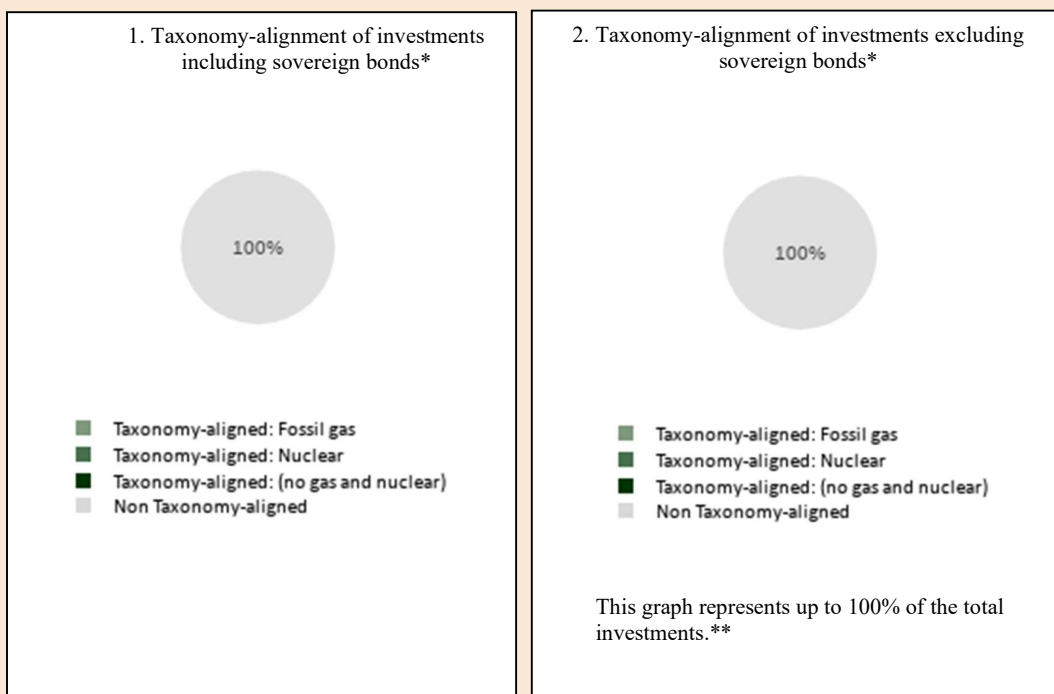 1. Taxonomy-alignment of investments
including sovereign bonds*
100%
Taxonomy-aligned: Fossil gas
Taxonomy-aligned: Nuclear
Taxonomy-aligned: (no gas and nuclear)
Non Taxonomy-aligned
2. Taxonomy-alignment of investments excluding
sovereign bonds*
100%
Taxonomy-aligned: Fossil gas
Taxonomy-aligned: Nuclear
Taxonomy-aligned: (no gas and nuclear)
Non Taxonomy-aligned
This graph represents up to 100% of the total
investments.**